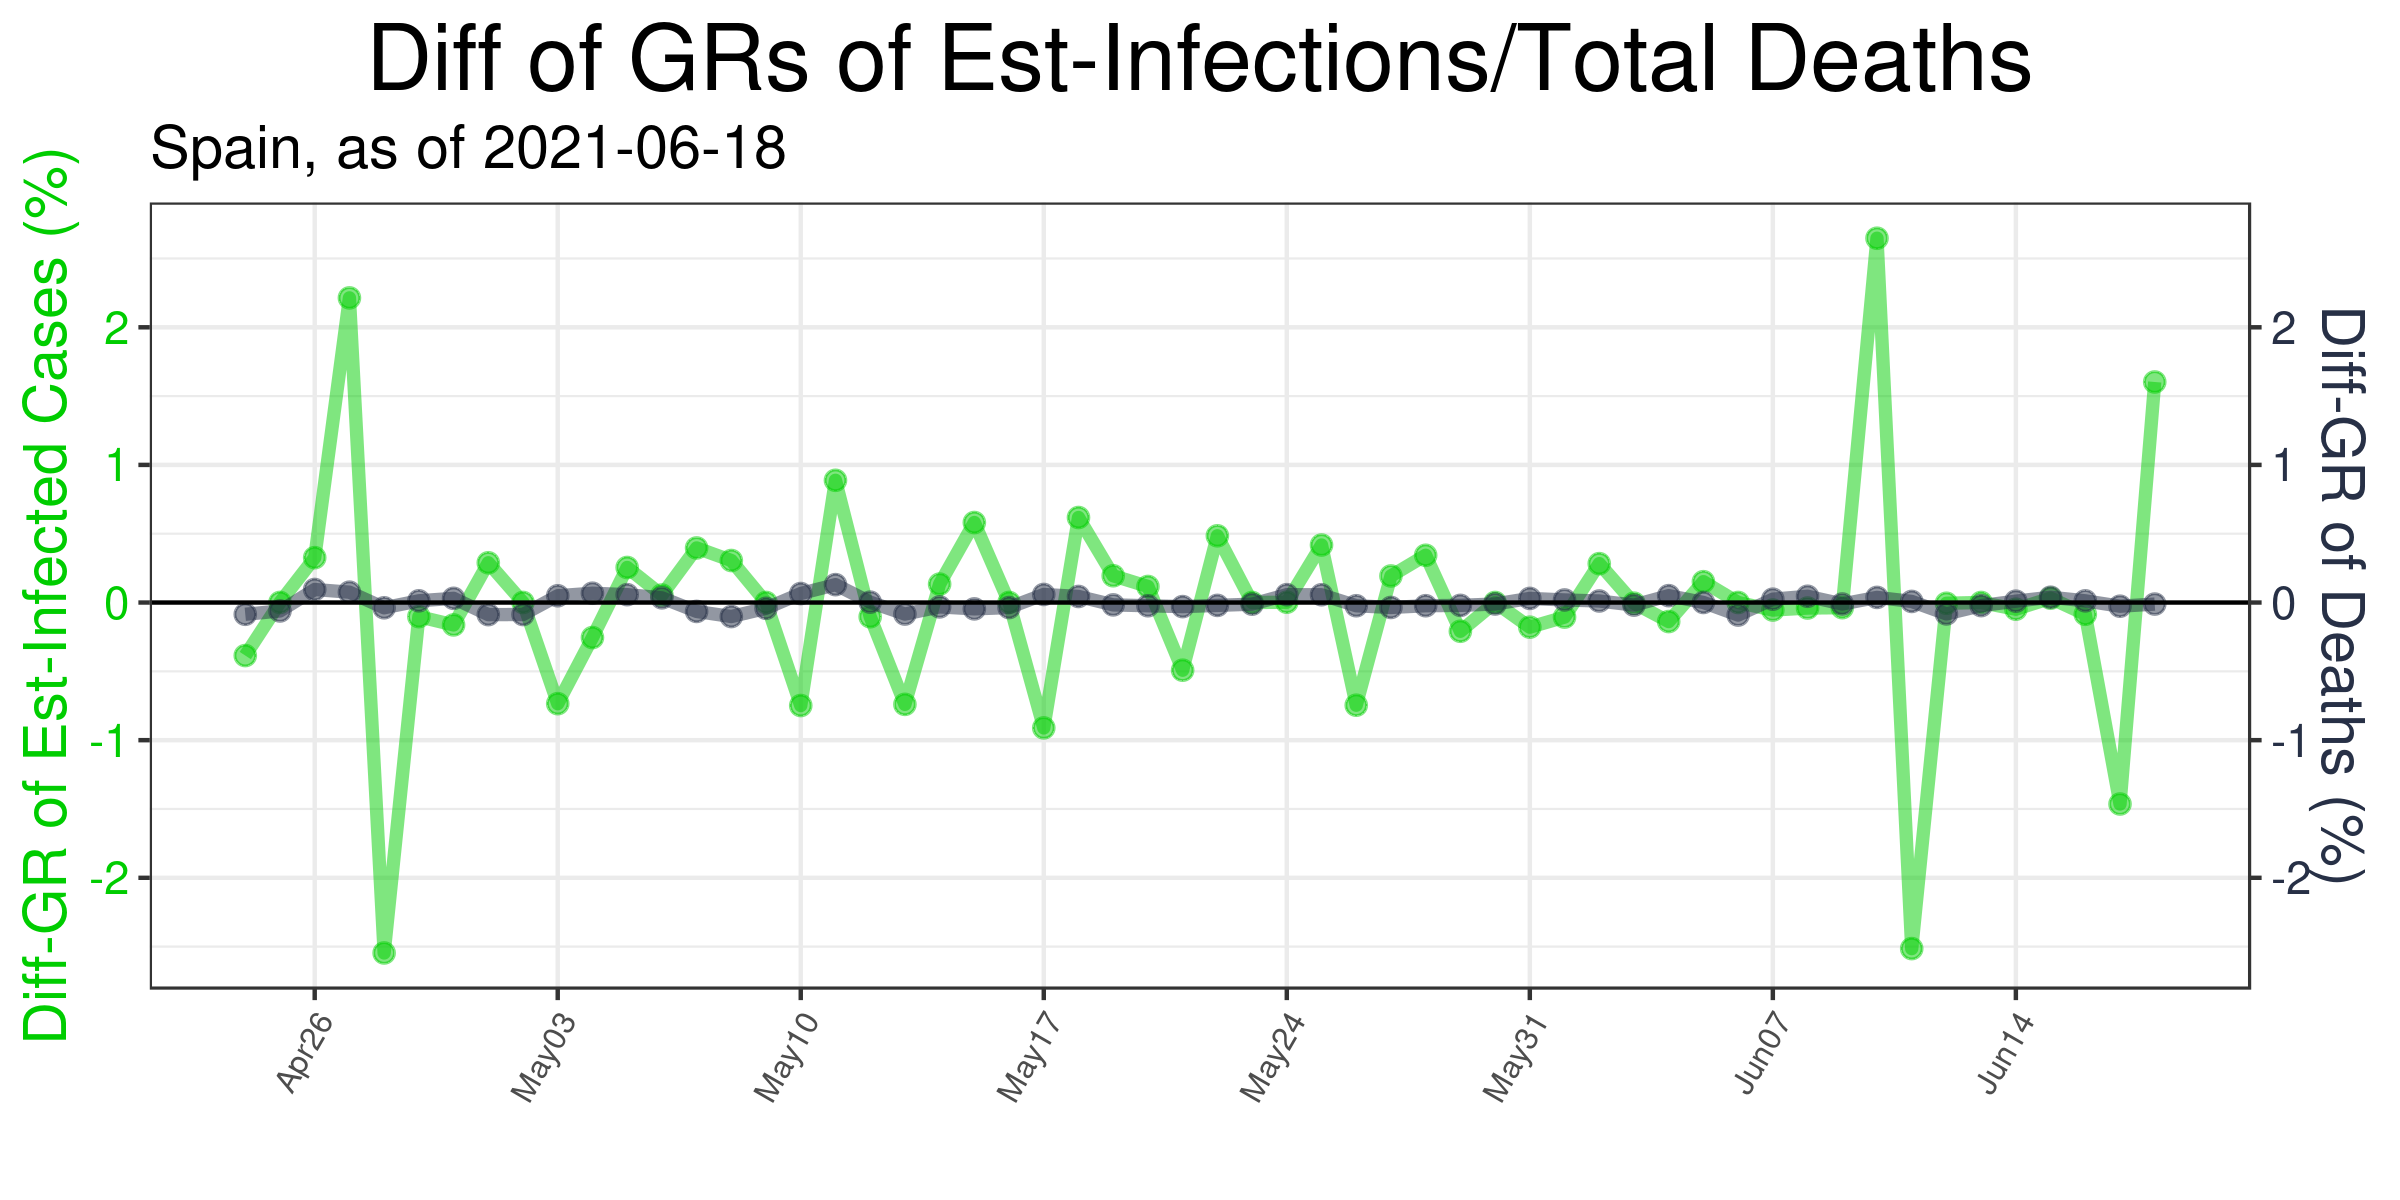 Diff of GRs of Est-Infections/Total Deaths
Spain, as of 2021-06-18
Diff-GR of Est-Infected Cases (%)
2
1
0
-1
-2
2
1
0
-1
-2
Diff-GR of Deaths (%)
Apr26
May03
May10
May17
May24
May31
Jun07
Jun14